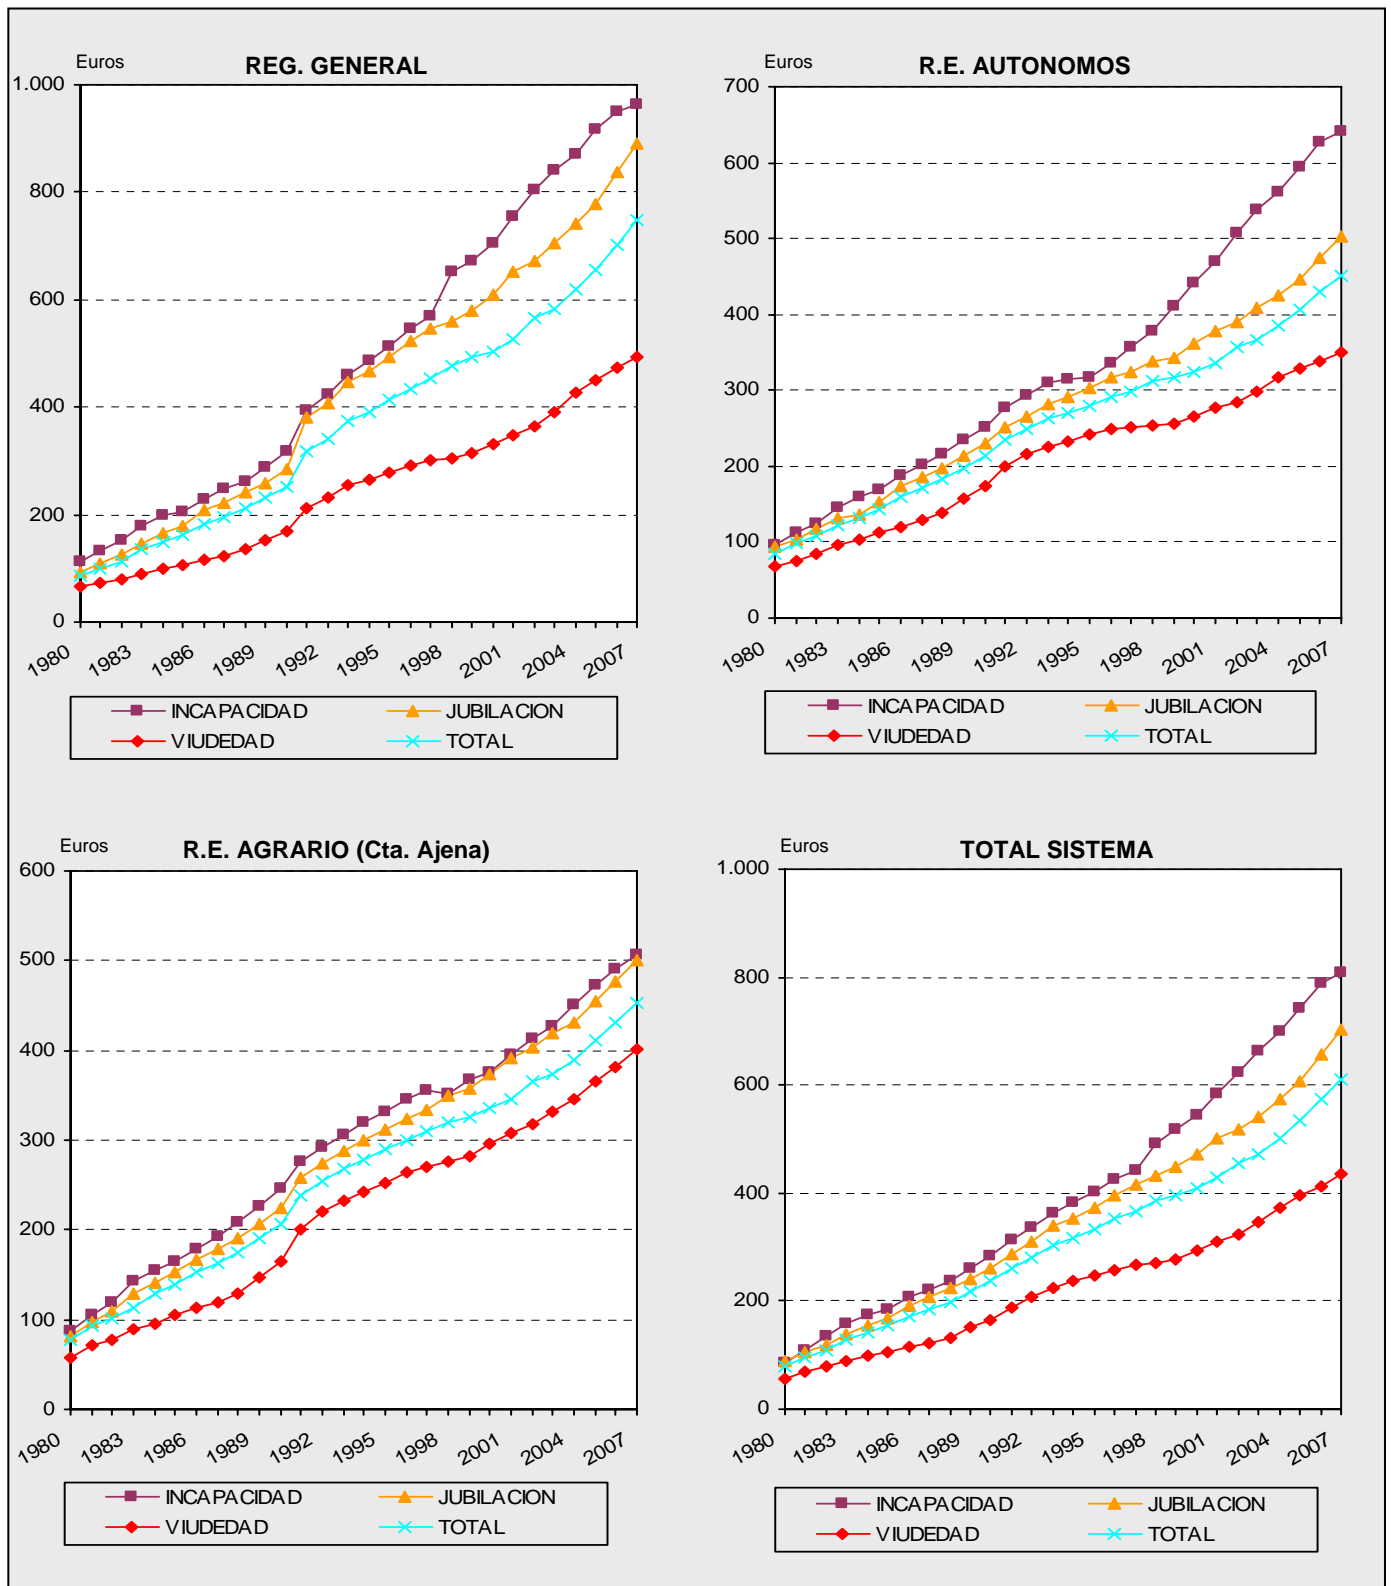 Euros
REG. GENERAL
1.000
800
600
400
200
0
1980
1983
1986
1989
1992
1995
1998
2001
2004
2007
INCAPACIDAD
JUBILACION
VIUDEDAD
TOTAL
Euros
R.E. AUTONOMOS
700
600
500
400
300
200
100
0
1980
1983
1986
1989
1992
1995
1998
2001
2004
2007
INCAPACIDAD
JUBILACION
VIUDEDAD
TOTAL
Euros
R.E. AGRARIO (Cta. Ajena)
600
500
400
300
200
100
0
1980
1983
1986
1989
1992
1995
1998
2001
2004
2007
INCAPACIDAD
JUBILACION
VIUDEDAD
TOTAL
Euros
TOTAL SISTEMA
1.000
800
600
400
200
0
1980
1983
1986
1989
1992
1995
1998
2001
2004
2007
INCAPACIDAD
JUBILACION
VIUDEDAD
TOTAL